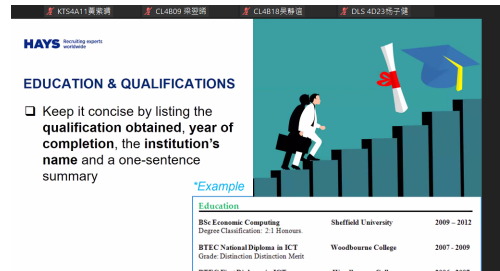 KTS4A11黃紫晴 CL4B09 梁翌晞 CL4B18吳靜誼 DLS 4D23楊子健
HAYS Recruiting experts
worldwide
EDUCATION & QUALIFICATIONS
Keep it concise by listing the
qualification obtained, year of
completion, the institution's
name and a one-sentence
summary
*Example
Education
BSc Economic Computing Sheffield University 2009 – 2012
Degree Classification: 2:1 Honours.
BTEC National Diploma in ICT Woodbourne College 2007 - 2009
Grade: Distinction Distinction Merit